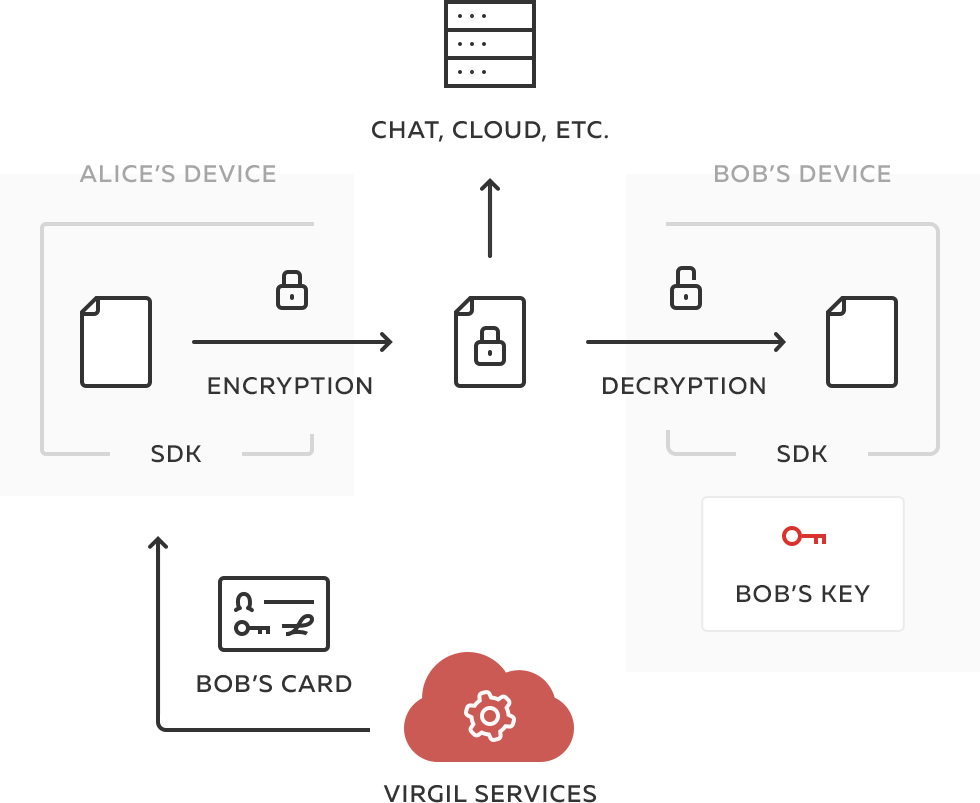 CHAT, CLOUD, ETC.
ALICE’S DEVICE
BOB’S DEVICE
ENCRYPTION
DECRYPTION
SDK
SDK
BOB’S KEY
BOB’S CARD
VIRGIL SERVICES